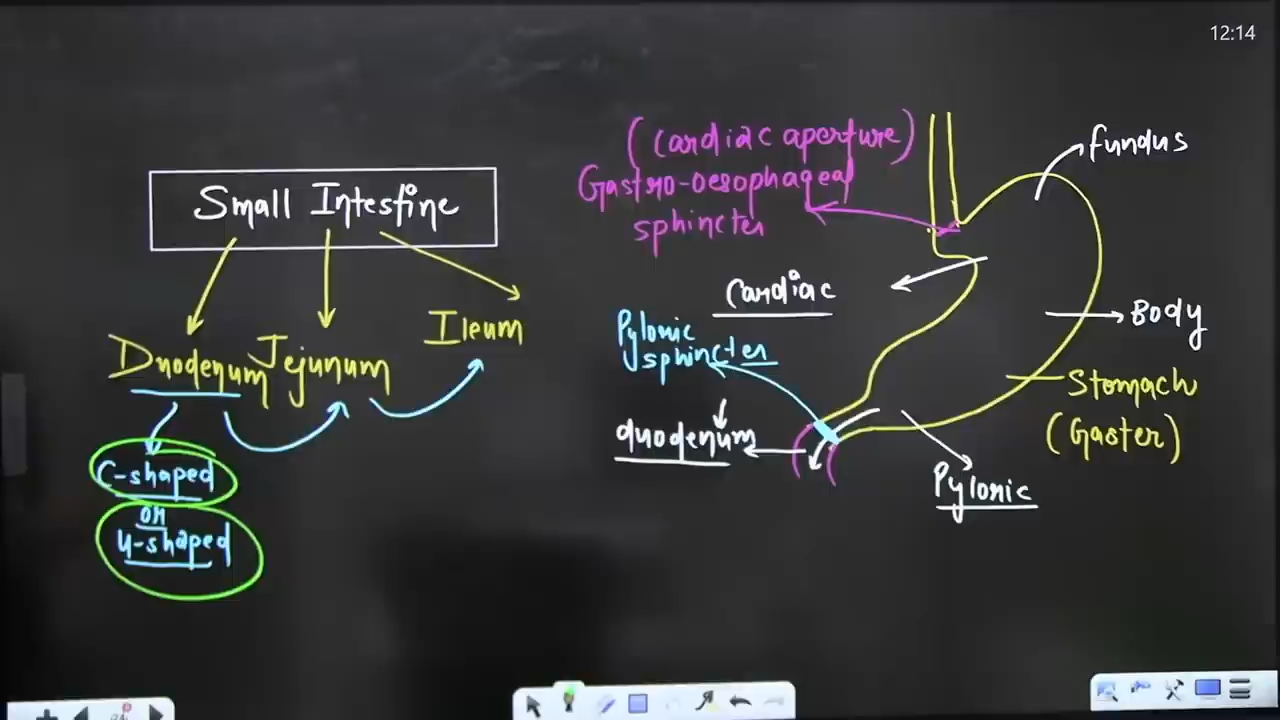 12:14
Small Intestine
Duodenum
Jejunum
Ileum
C-shaped
or
U-shaped
(Cardiac aperture)
Gastro-oesophageal
sphincter
fundus
Cardiac
Body
Pyloric
sphincter
Stomach
(Gaster)
duodenum
Pyloric